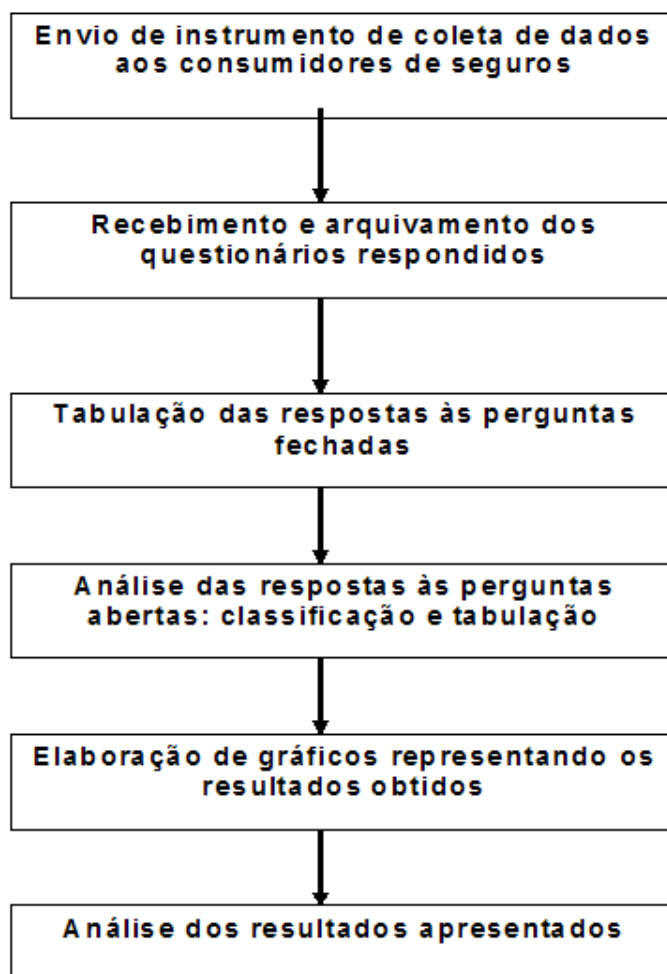 Envio de instrumento de coleta de dados
aos consumidores de seguros
Recebimento e arquivamento dos
questionários respondidos
Tabulação das respostas às perguntas
fechadas
Análise das respostas às perguntas
abertas: classificação e tabulação
Elaboração de gráficos representando os
resultados obtidos
Análise dos resultados apresentados